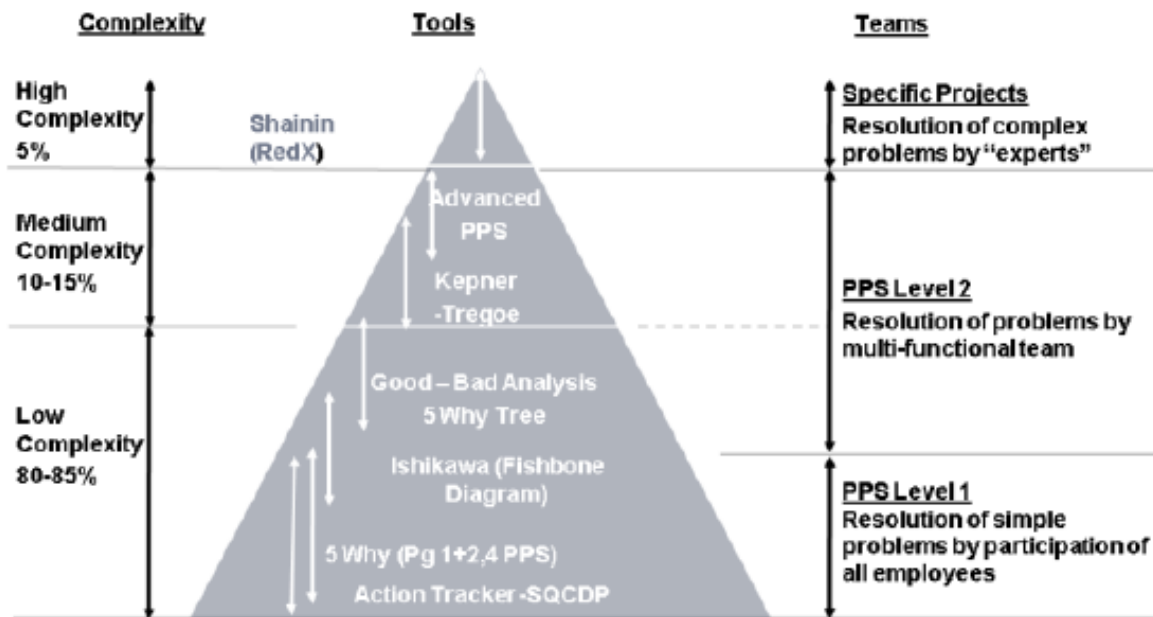 Complexity
Tools
Teams
High
Complexity
5%
Shainin
(RedX)
Specific Projects
Resolution of complex
problems by “experts”
Medium
Complexity
10-15%
Advanced
PPS
Kepner
-Tregoe
PPS Level 2
Resolution of problems by
multi-functional team
Low
Complexity
80-85%
Good – Bad Analysis
5 Why Tree
Ishikawa (Fishbone
Diagram)
5 Why (Pg 1+2,4 PPS)
Action Tracker -SQCDP
PPS Level 1
Resolution of simple
problems by participation of
all employees